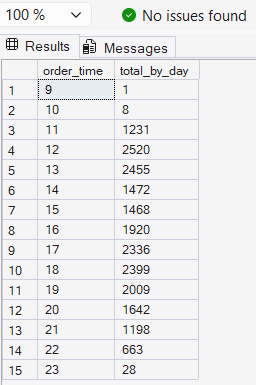 100 % No issues found
Results Messages
order_time total_by_day
1 9 1
2 10 8
3 11 1231
4 12 2520
5 13 2455
6 14 1472
7 15 1468
8 16 1920
9 17 2336
10 18 2399
11 19 2009
12 20 1642
13 21 1198
14 22 663
15 23 28